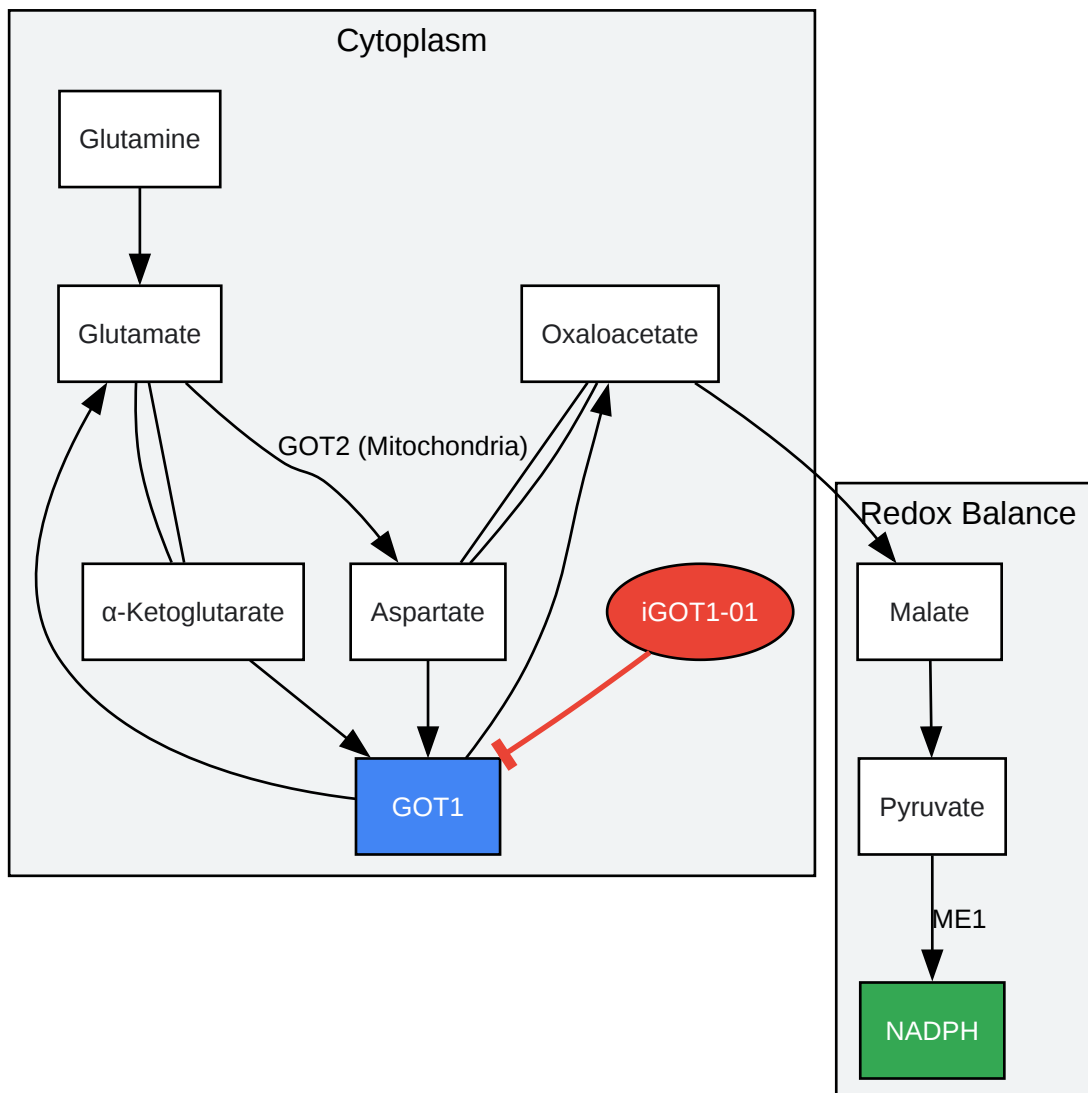 Cytoplasm
Glutamine
Glutamate
Oxaloacetate
GOT2 (Mitochondria)
Redox Balance
α-Ketoglutarate
Aspartate
iGOT1-01
Malate
GOT1
Pyruvate
ME1
NADPH